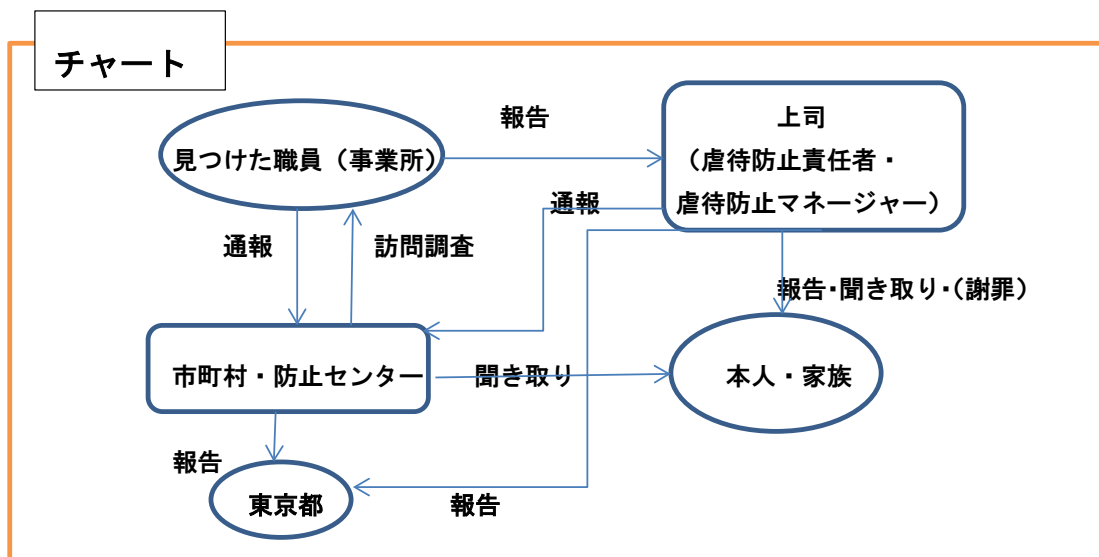 チャート
報告
上司
（虐待防止責任者・
虐待防止マネージャー）
見つけた職員（事業所）
通報
通報
訪問調査
報告・聞き取り・（謝罪）
市町村・防止センター
聞き取り
本人・家族
報告
東京都
報告